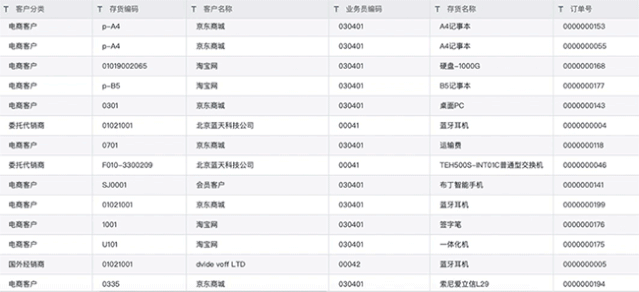 客户分类 存货编码 客户名称 业务员编码 存货名称 订单号
电商客户 p-A4 京东商城 030401 A4记事本 0000000153
电商客户 p-A4 京东商城 030401 A4记事本 0000000055
电商客户 01019002065 淘宝网 030401 硬盘-1000G 0000000168
电商客户 p-B5 淘宝网 030401 B5记事本 0000000177
电商客户 0301 京东商城 030401 桌面PC 0000000143
委托代销商 01021001 北京蓝天科技公司 00041 蓝牙耳机 0000000004
电商客户 0701 京东商城 030401 运输费 0000000118
委托代销商 F010-3300209 北京蓝天科技公司 00041 TEH500S-INT01C普通型交换机 0000000046
电商客户 SJ0001 会员客户 030401 布丁智能手机 0000000141
电商客户 01021001 京东商城 030401 蓝牙耳机 0000000199
电商客户 1001 淘宝网 030401 签字笔 0000000176
电商客户 U101 淘宝网 030401 一体化机 0000000175
国外经销商 01021001 dvide voff LTD 00042 蓝牙耳机 0000000005
电商客户 0335 京东商城 030401 索尼爱立信L29 0000000194